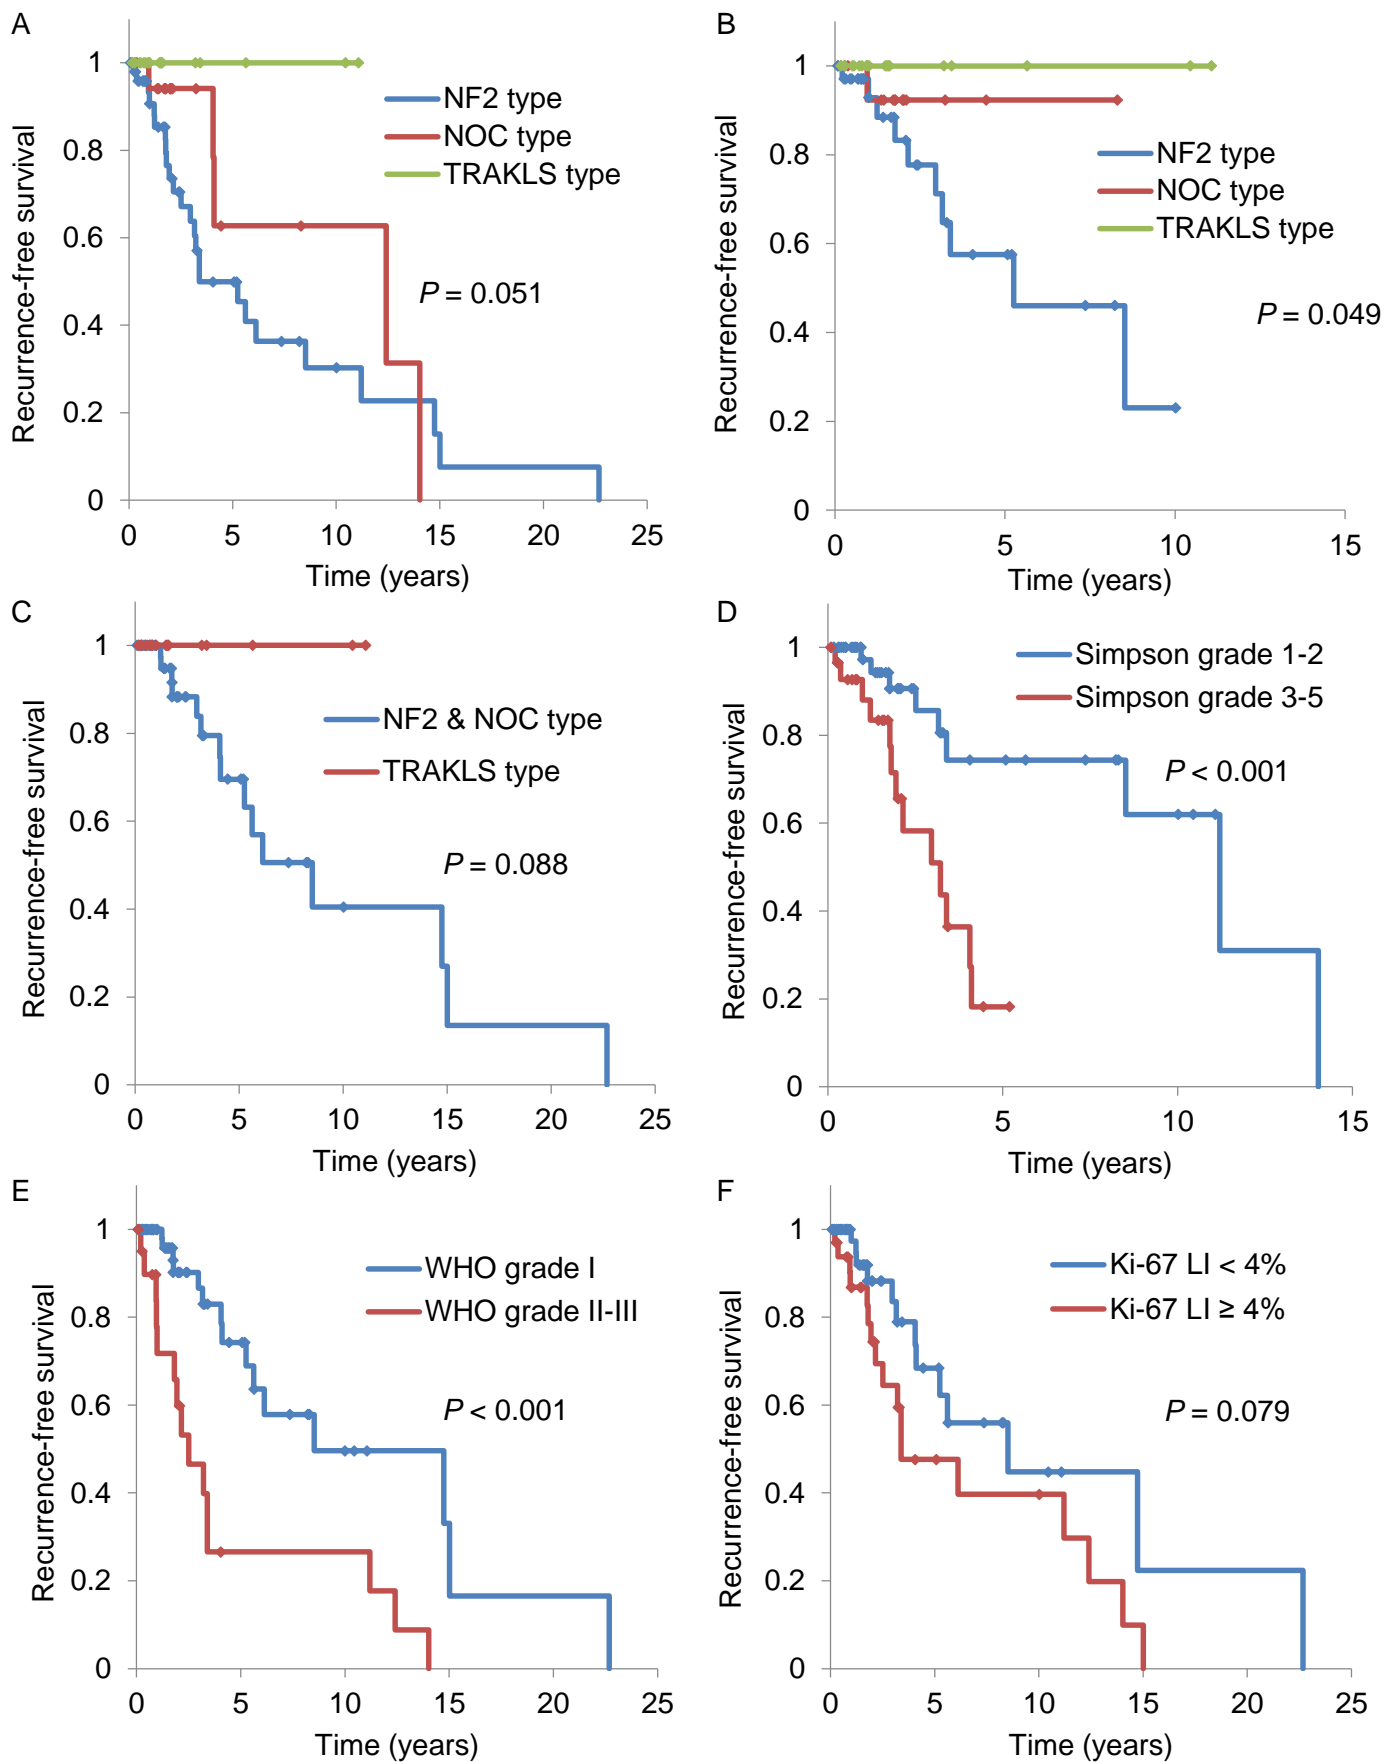 A
Recurrence-free survival
1
0.8
0.6
0.4
0.2
0
0 5 10 15 20 25
Time (years)
NF2 type
NOC type
TRAKLS type
P = 0.051
B
Recurrence-free survival
1
0.8
0.6
0.4
0.2
0
0 5 10 15
Time (years)
NF2 type
NOC type
TRAKLS type
P = 0.049
C
Recurrence-free survival
1
0.8
0.6
0.4
0.2
0
0 5 10 15 20 25
Time (years)
NF2 & NOC type
TRAKLS type
P = 0.088
D
Recurrence-free survival
1
0.8
0.6
0.4
0.2
0
0 5 10 15
Time (years)
Simpson grade 1-2
Simpson grade 3-5
P < 0.001
E
Recurrence-free survival
1
0.8
0.6
0.4
0.2
0
0 5 10 15 20 25
Time (years)
WHO grade I
WHO grade II-III
P < 0.001
F
Recurrence-free survival
1
0.8
0.6
0.4
0.2
0
0 5 10 15 20 25
Time (years)
Ki-67 LI < 4%
Ki-67 LI ≥ 4%
P = 0.079